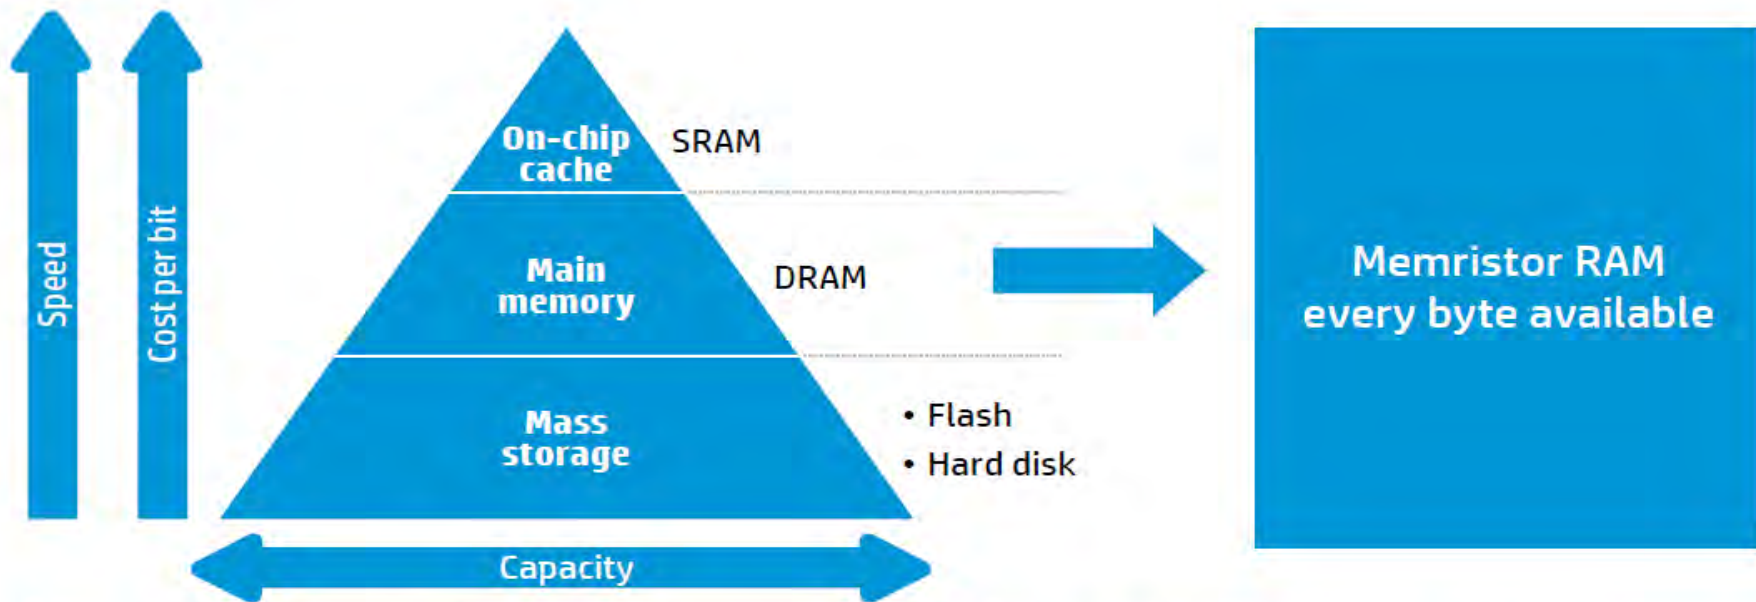 Speed
Cost per bit
On-chip
cache
SRAM
Main
memory
DRAM
Mass
storage
• Flash
• Hard disk
Capacity
Memristor RAM
every byte available